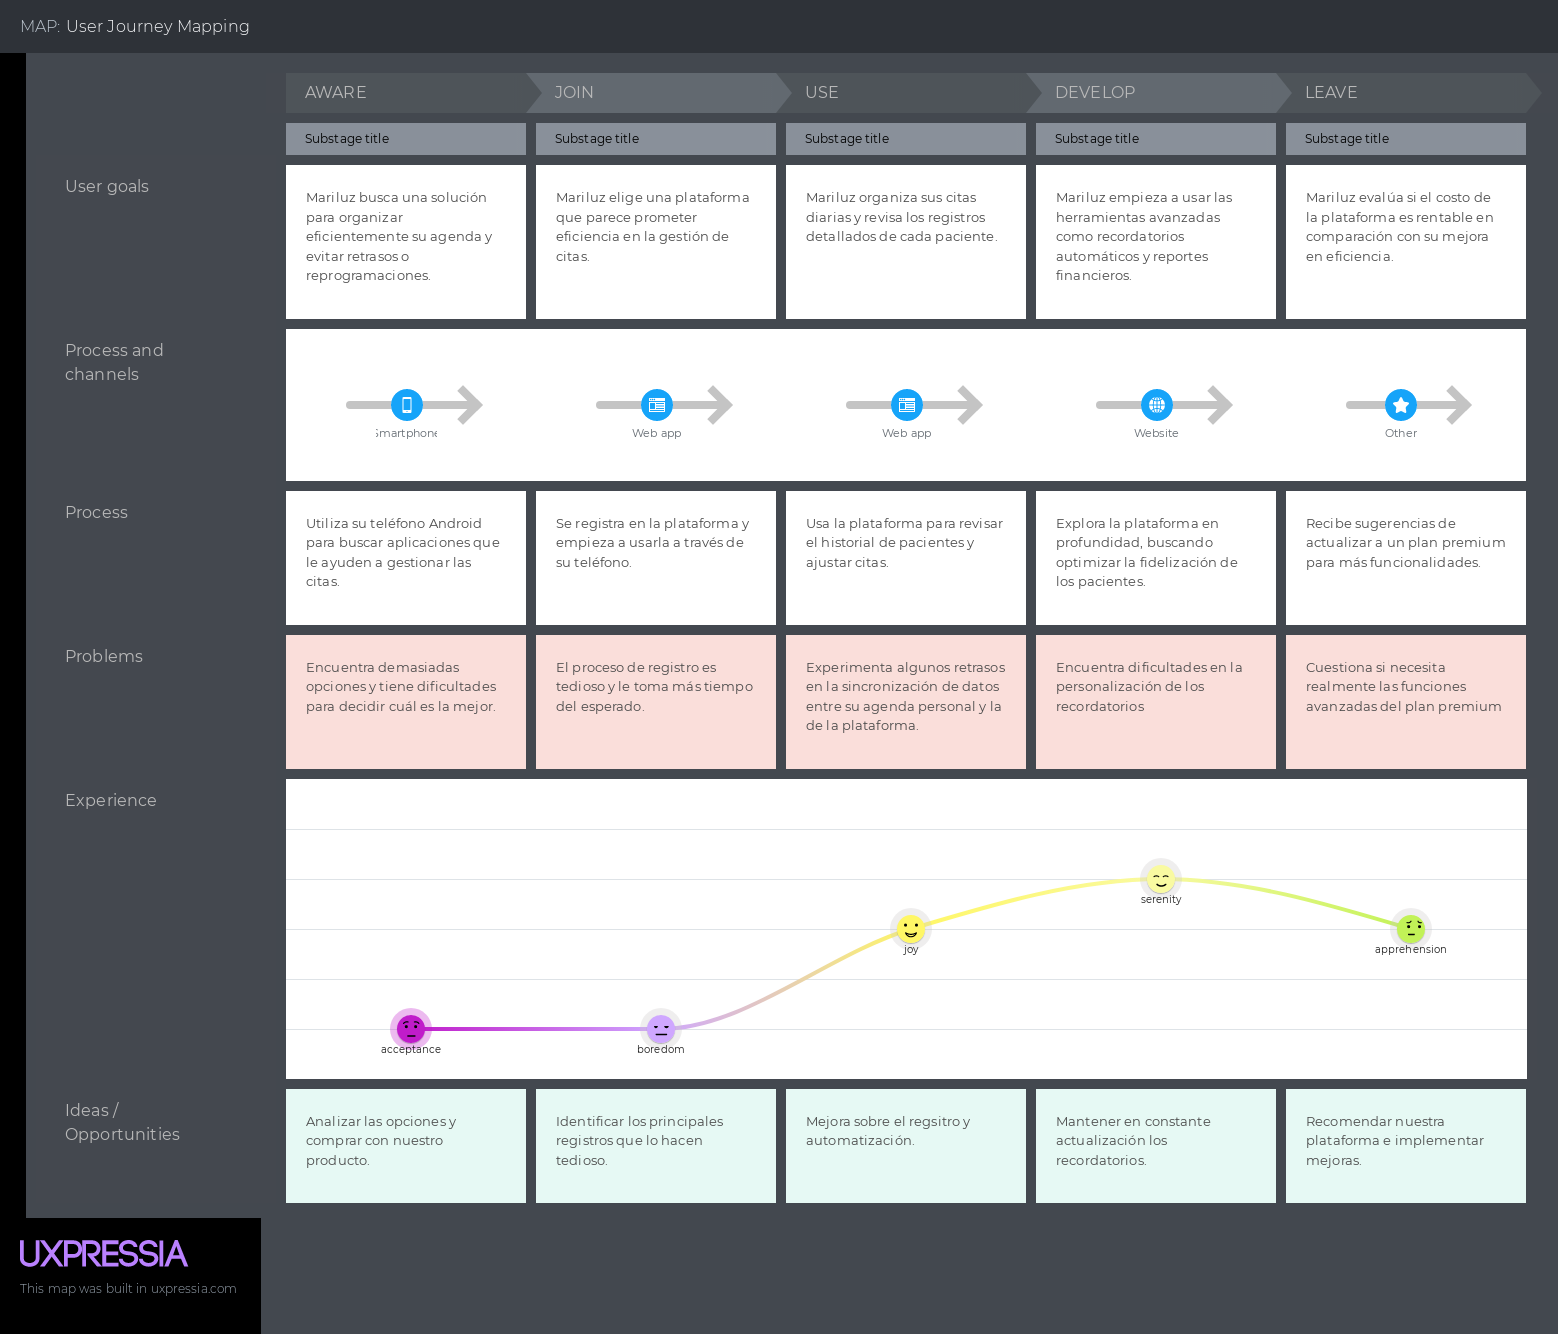 MAP: User Journey Mapping
AWARE
JOIN
USE
DEVELOP
LEAVE
Substage title
Substage title
Substage title
Substage title
Substage title
User goals
Mariluz busca una solución
para organizar
eficientemente su agenda y
evitar retrasos o
reprogramaciones.
Mariluz elige una plataforma
que parece prometer
eficiencia en la gestión de
citas.
Mariluz organiza sus citas
diarias y revisa los registros
detallados de cada paciente.
Mariluz empieza a usar las
herramientas avanzadas
como recordatorios
automáticos y reportes
financieros.
Mariluz evalúa si el costo de
la plataforma es rentable en
comparación con su mejora
en eficiencia.
Process and
channels
Smartphone
Web app
Web app
Website
Other
Process
Utiliza su teléfono Android
para buscar aplicaciones que
le ayuden a gestionar las
citas.
Se registra en la plataforma y
empieza a usarla a través de
su teléfono.
Usa la plataforma para revisar
el historial de pacientes y
ajustar citas.
Explora la plataforma en
profundidad, buscando
optimizar la fidelización de
los pacientes.
Recibe sugerencias de
actualizar a un plan premium
para más funcionalidades.
Problems
Encuentra demasiadas
opciones y tiene dificultades
para decidir cuál es la mejor.
El proceso de registro es
tedioso y le toma más tiempo
del esperado.
Experimenta algunos retrasos
en la sincronización de datos
entre su agenda personal y la
de la plataforma.
Encuentra dificultades en la
personalización de los
recordatorios
Cuestiona si necesita
realmente las funciones
avanzadas del plan premium
Experience
serenity
joy
apprehension
acceptance
boredom
Ideas /
Opportunities
Analizar las opciones y
comprar con nuestro
producto.
Identificar los principales
registros que lo hacen
tedioso.
Mejora sobre el regsitro y
automatización.
Mantener en constante
actualización los
recordatorios.
Recomendar nuestra
plataforma e implementar
mejoras.
UXPRESSIA
This map was built in uxpressia.com